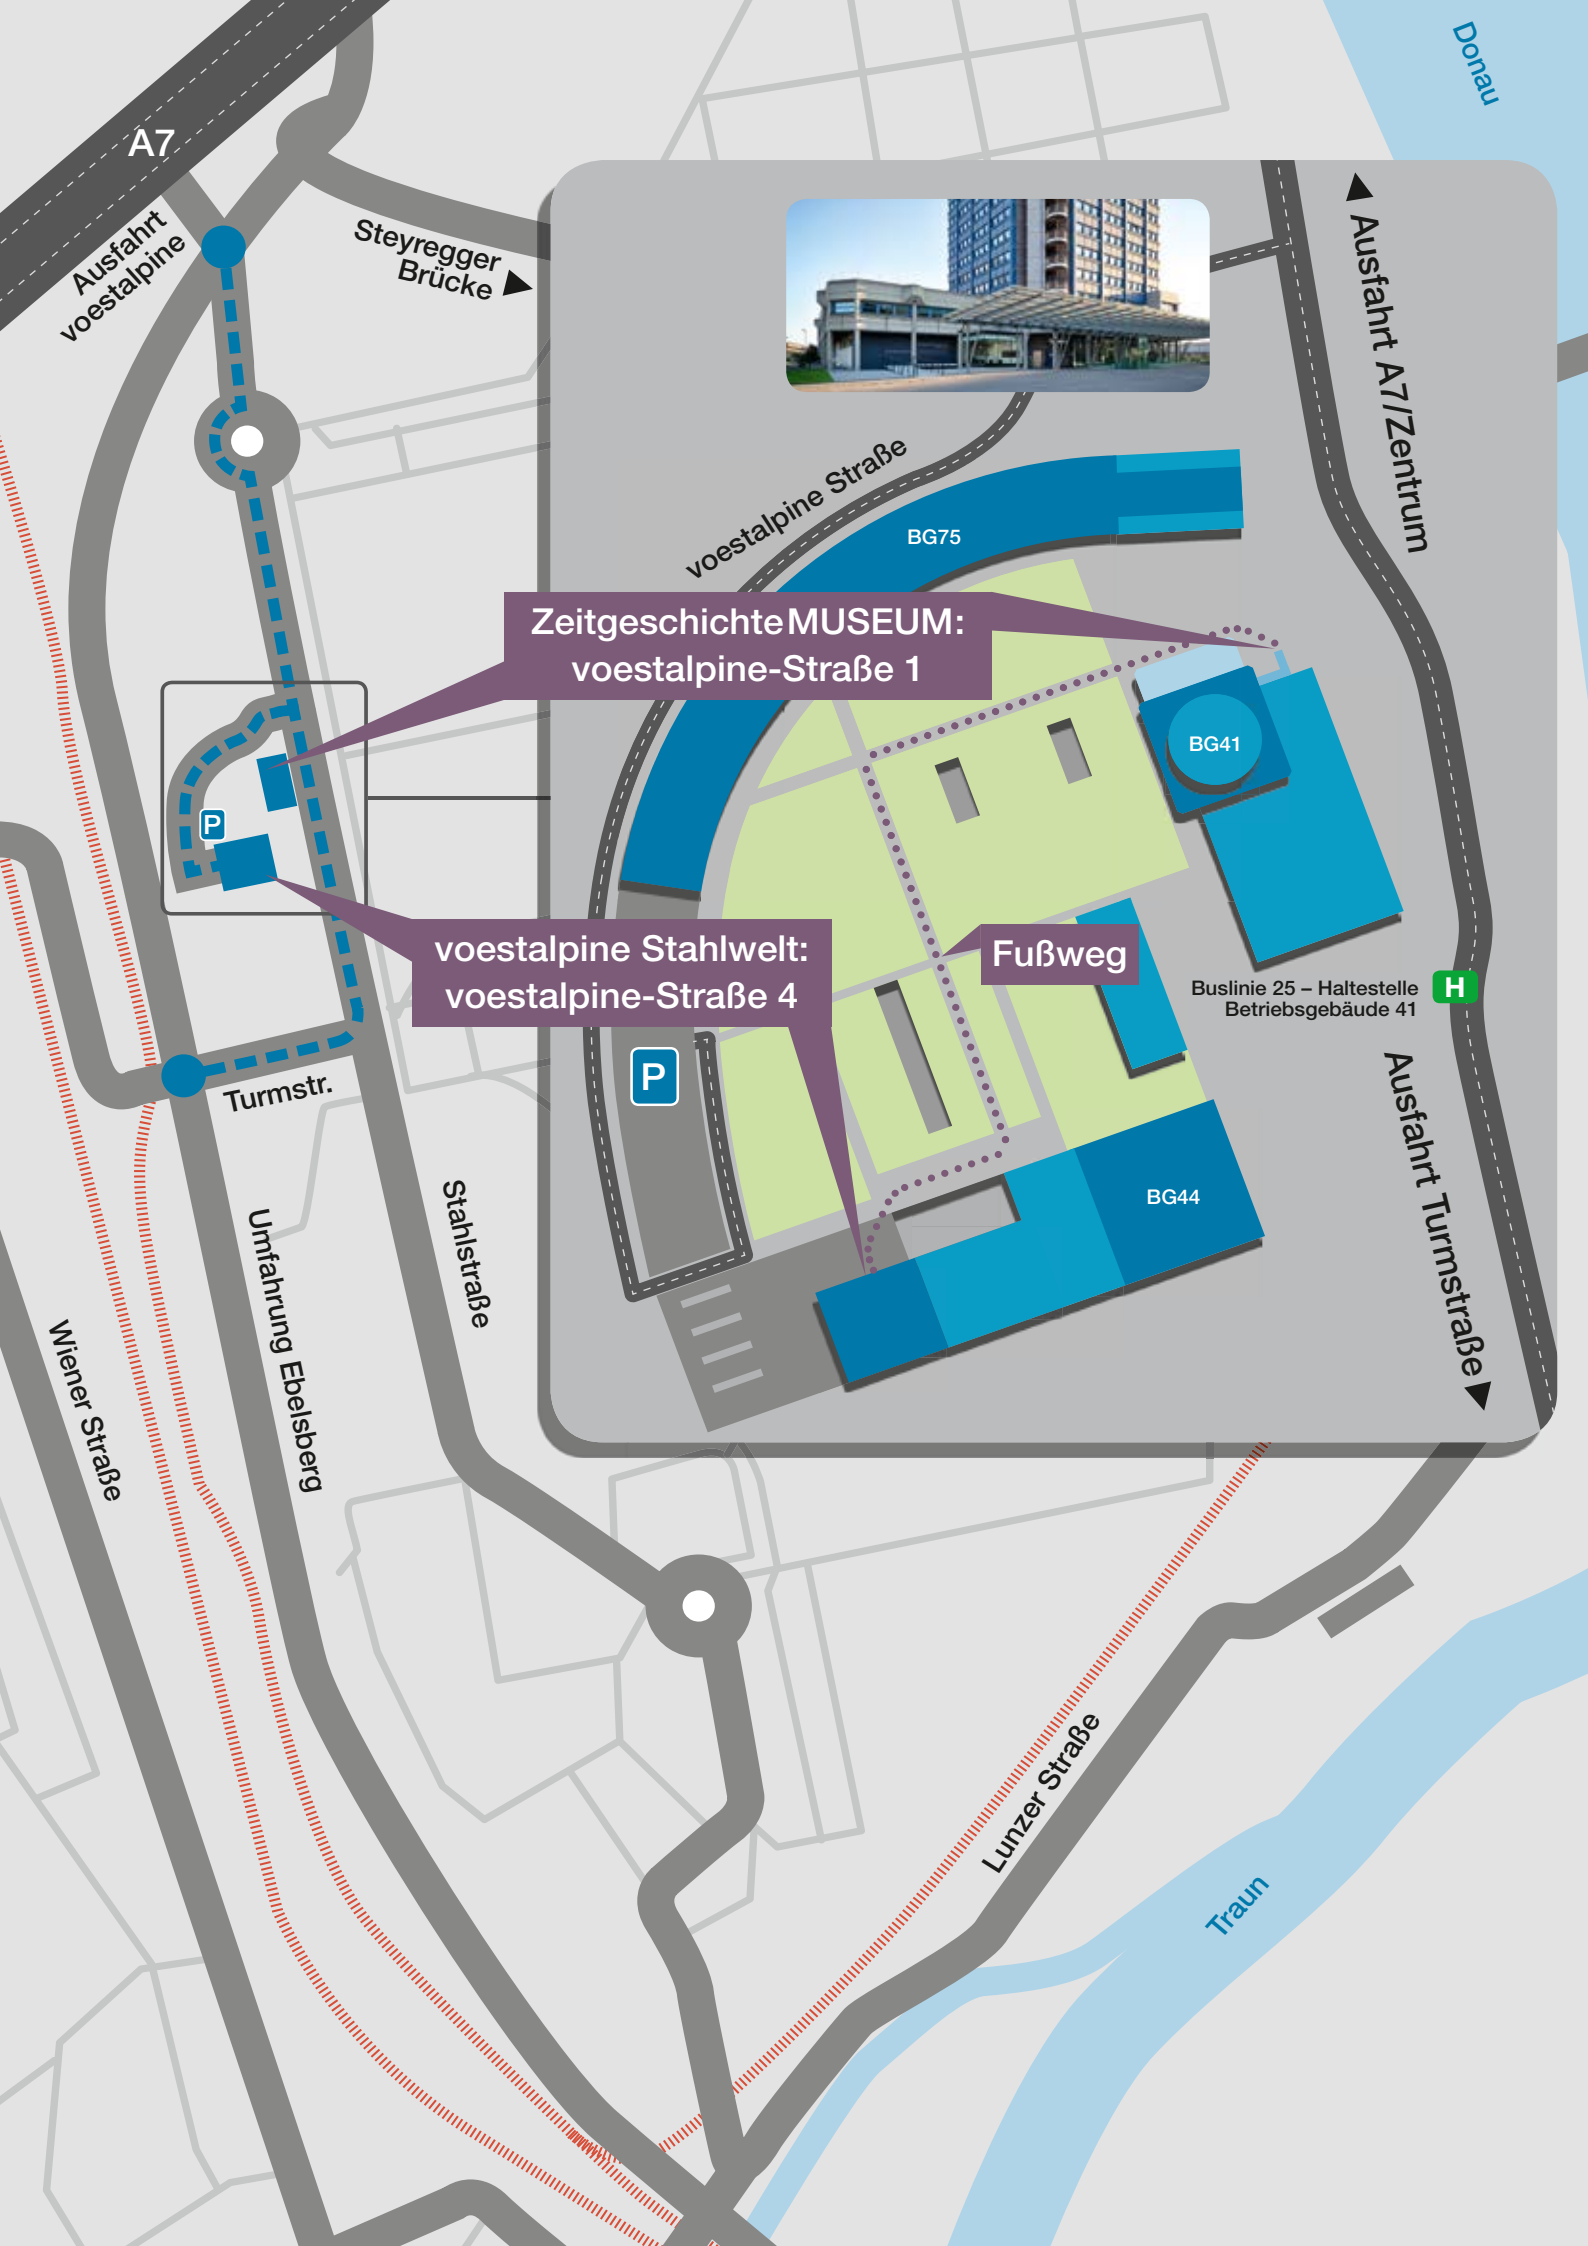 Donau
A7
Ausfahrt
voestalpine
Steyregger
Brücke
Ausfahrt A7/Zentrum
voestalpine Straße
BG75
ZeitgeschichteMUSEUM:
voestalpine-Straße 1
BG41
P
voestalpine Stahlwelt:
voestalpine-Straße 4
Fußweg
Buslinie 25 – Haltestelle
Betriebsgebäude 41
H
P
Turmstr.
Ausfahrt Turmstraße
BG44
Stahlstraße
Umfahrung Ebelsberg
Wiener Straße
Lunzer Straße
Traun